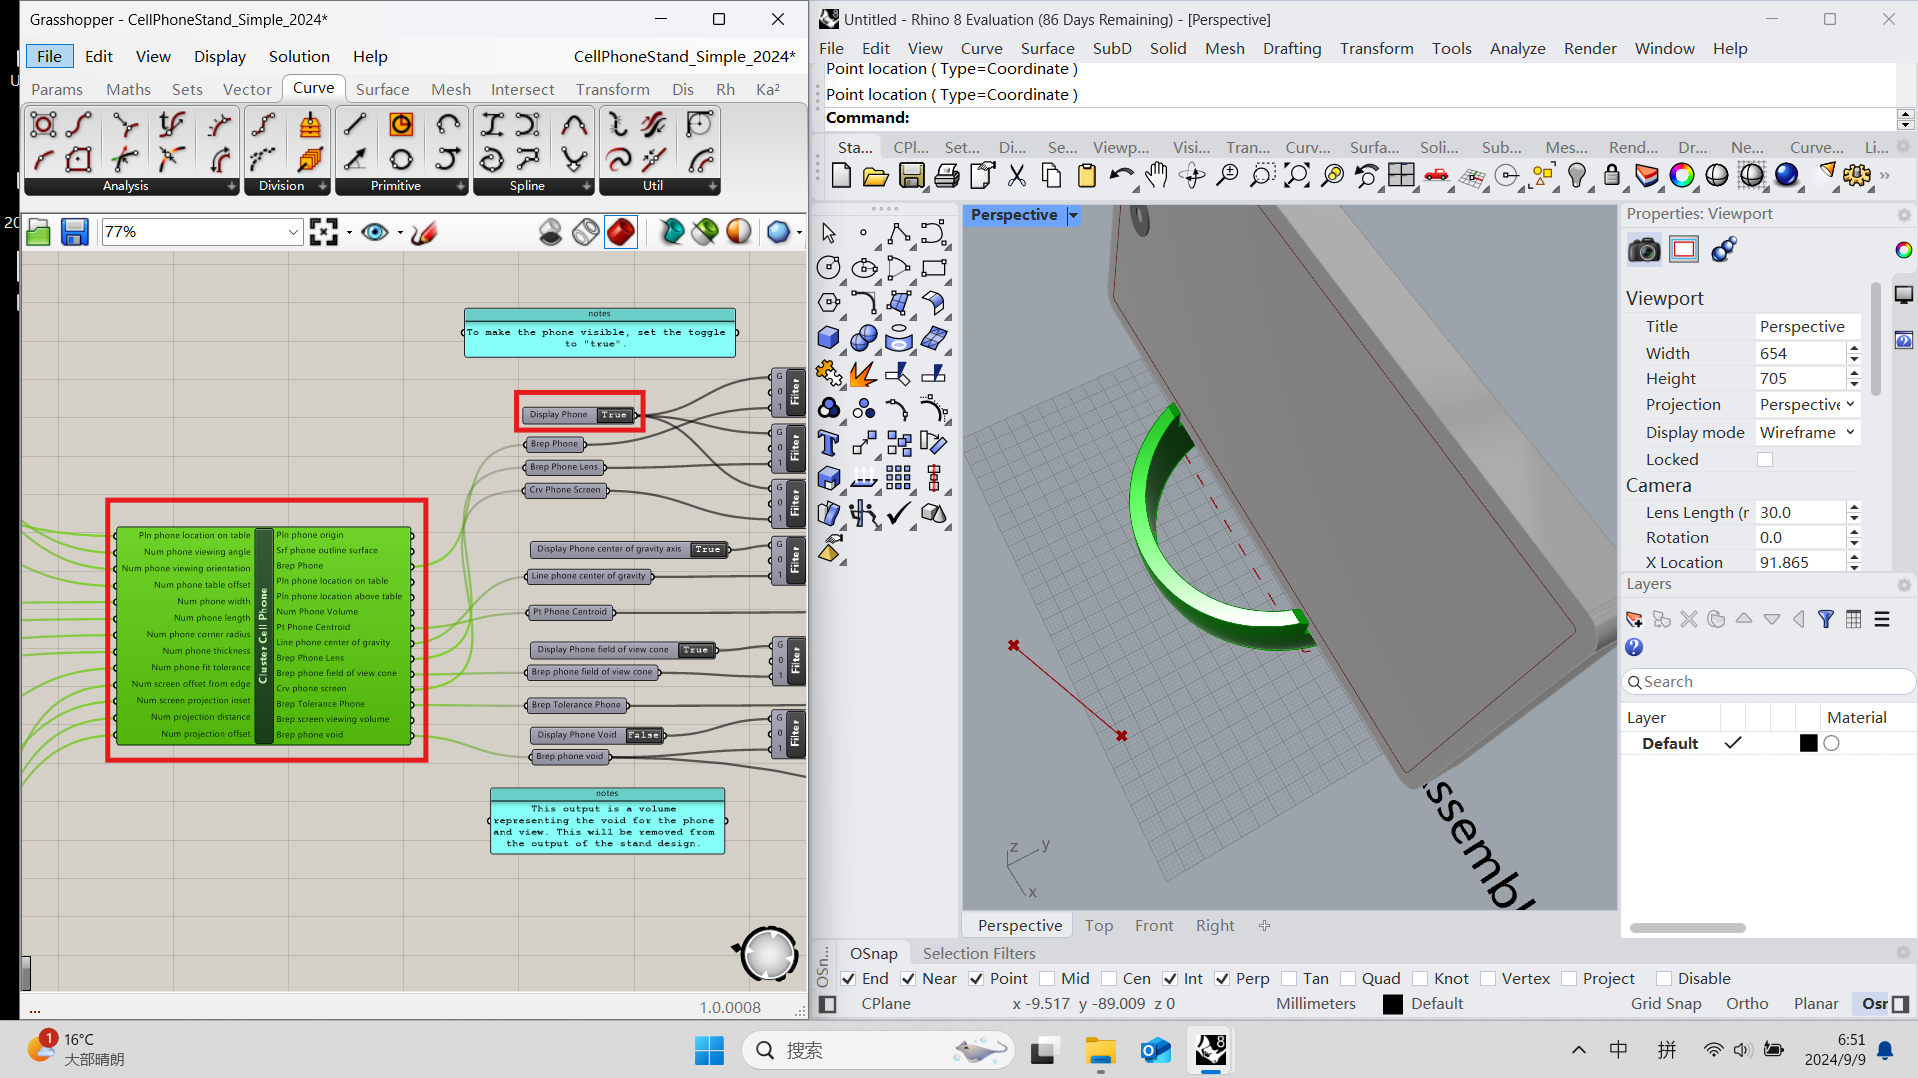 Grasshopper - CellPhoneStand_Simple_2024*
File Edit View Display Solution Help
CellPhoneStand_Simple_2024*
Params Maths Sets Vector Curve Surface Mesh Intersect Transform Dis Rh Ka²
Analysis Division Primitive Spline Util
77%
notes
To make the phone visible, set the toggle
to "true".
Display Phone True
Brep Phone
Brep Phone Lens
Crv Phone Screen
Display Phone center of gravity axis True
Line phone center of gravity
Pt Phone Centroid
Display Phone field of view cone True
Brep phone field of view cone
Brep Tolerance Phone
Display Phone Void False
Brep phone void
G
0
1
Filter
G
0
1
Filter
G
0
1
Filter
G
0
1
Filter
G
0
1
Filter
G
0
1
Filter
Pln phone location on table
Num phone viewing angle
Num phone viewing orientation
Num phone table offset
Num phone width
Num phone length
Num phone corner radius
Num phone thickness
Num phone fit tolerance
Num screen offset from edge
Num screen projection inset
Num projection distance
Num projection offset
Cluster Cell Phone
Pln phone origin
Srf phone outline surface
Brep Phone
Pln phone location on table
Pln phone location above table
Num Phone Volume
Pt Phone Centroid
Line phone center of gravity
Brep Phone Lens
Brep phone field of view cone
Crv phone screen
Brep Tolerance Phone
Brep screen viewing volume
Brep phone void
notes
This output is a volume
representing the void for the phone
and view. This will be removed from
the output of the stand design.
...
1.0.0008
U
20
Untitled - Rhino 8 Evaluation (86 Days Remaining) - [Perspective]
File Edit View Curve Surface SubD Solid Mesh Drafting Transform Tools Analyze Render Window Help
Point location ( Type=Coordinate )
Point location ( Type=Coordinate )
Command:
Sta... CPl... Set... Di... Se... Viewp... Visi... Tran... Curv... Surfa... Soli... Sub... Mes... Rend... Dr... Ne... Curve... Li...
Perspective
z y
x
ssembl
Properties: Viewport
Viewport
Title Perspective
Width 654
Height 705
Projection Perspective
Display mode Wireframe
Locked
Camera
Lens Length (r 30.0
Rotation 0.0
X Location 91.865
Layers
Search
Layer Material
Default
Perspective Top Front Right
OSn...
OSnap Selection Filters
End Near Point Mid Cen Int Perp Tan Quad Knot Vertex Project Disable
CPlane x -9.517 y -89.009 z 0 Millimeters Default Grid Snap Ortho Planar Osn
1
16°C
大部晴朗
搜索
8
中 拼
6:51
2024/9/9